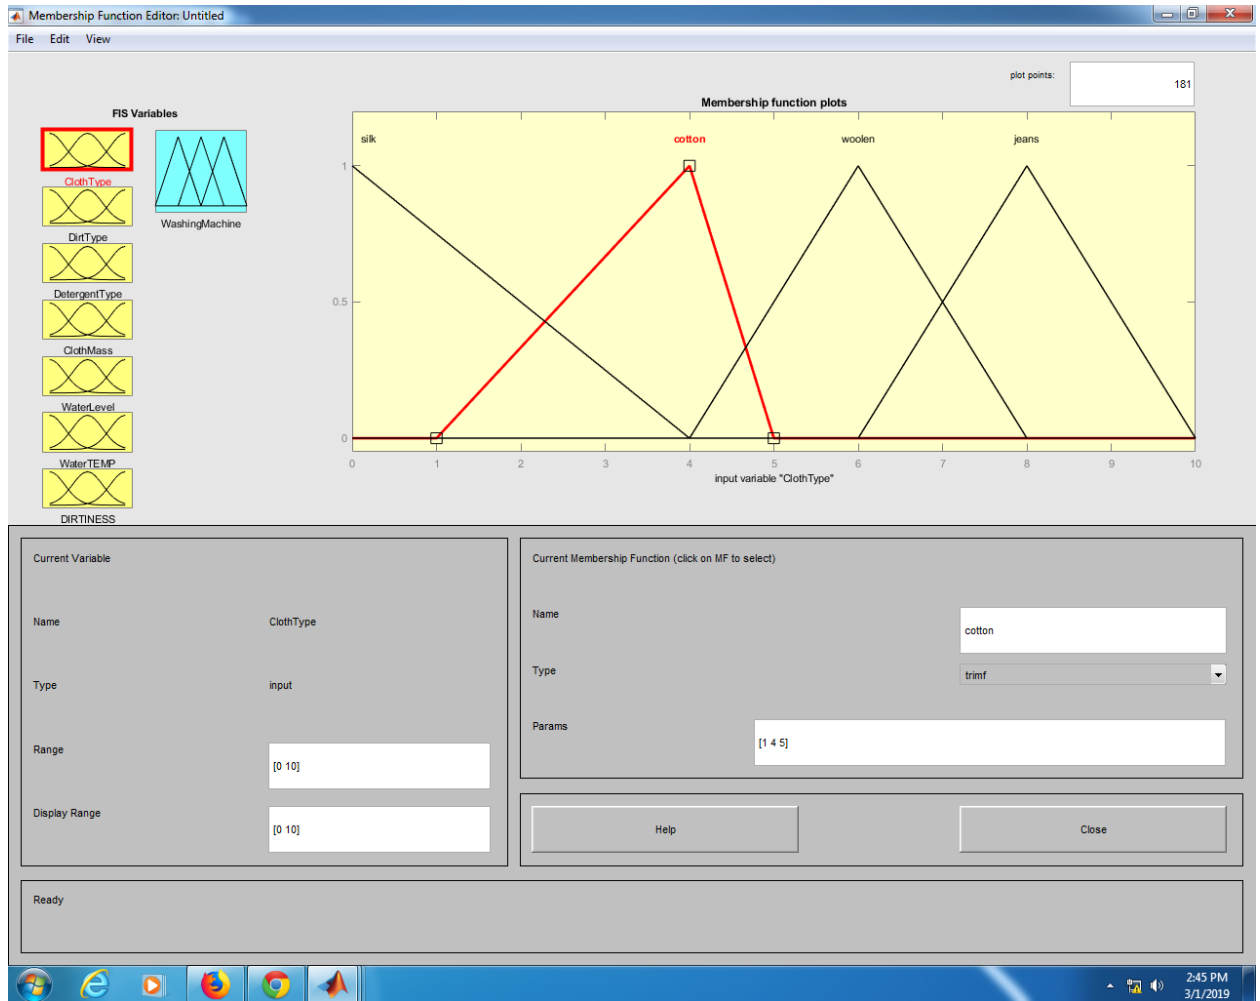 Membership Function Editor: Untitled
File Edit View
plot points:
181
FIS Variables
ClothType
DirtType
DetergentType
ClothMass
WaterLevel
WaterTEMP
DIRTINESS
WashingMachine
Membership function plots
silk cotton woolen jeans
1
0.5
0
0 1 2 3 4 5 6 7 8 9 10
input variable "ClothType"
Current Variable
Name ClothType
Type input
Range [0 10]
Display Range [0 10]
Current Membership Function (click on MF to select)
Name cotton
Type trimf
Params [1 4 5]
Help Close
Ready
2:45 PM
3/1/2019